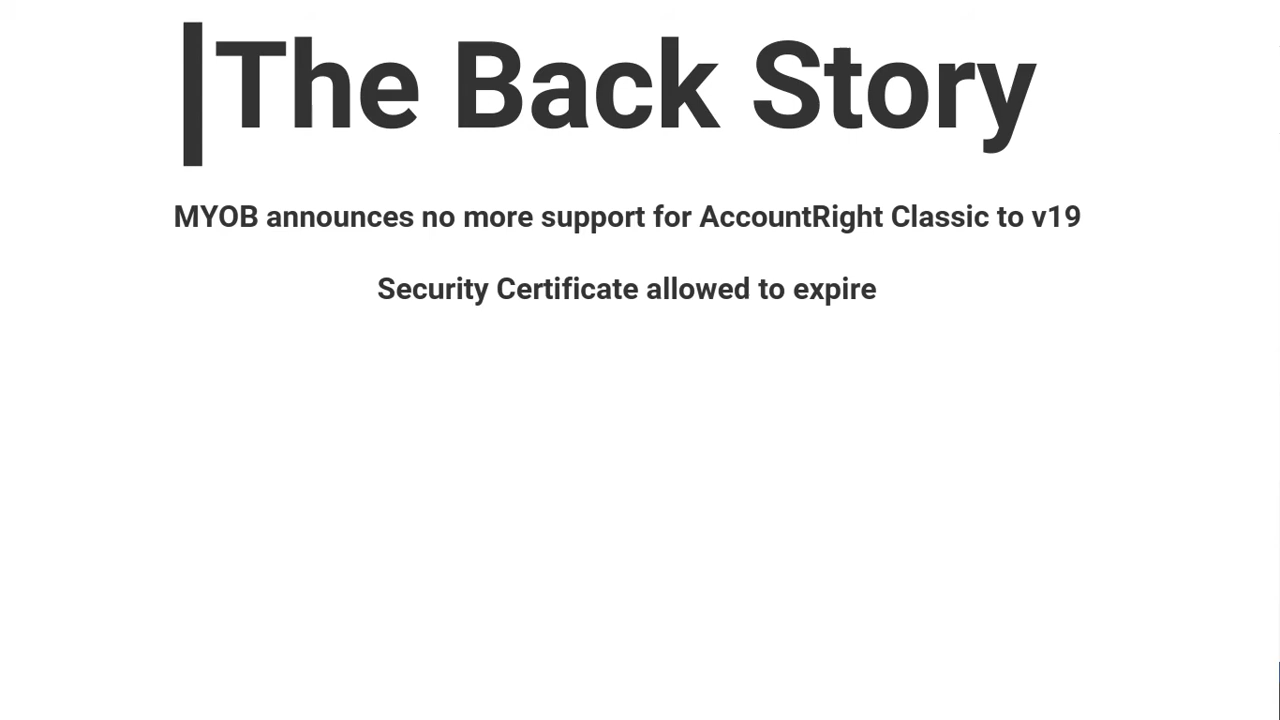 The Back Story
MYOB announces no more support for AccountRight Classic to v19
Security Certificate allowed to expire